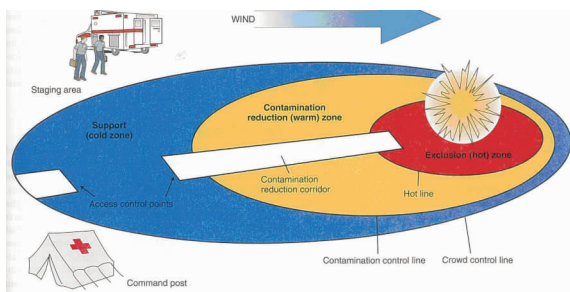 WIND
Staging area
Support
(cold zone)
Contamination
reduction (warm) zone
Exclusion (hot) zone
Hot line
Contamination
reduction corridor
Access control points
Contamination control line
Crowd control line
Command post